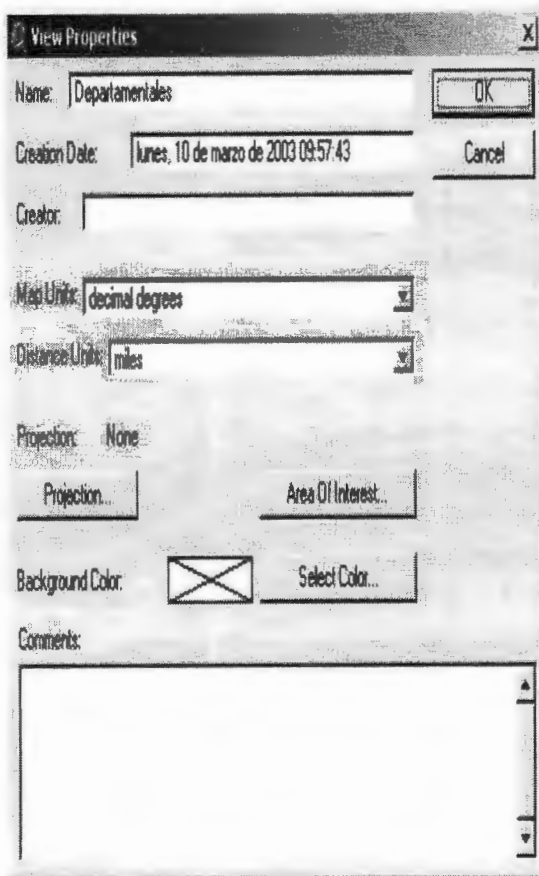 View Properties X
Name: Departamentales OK
Creation Date: lunes, 10 de marzo de 2003 09:57:43 Cancel
Creator:
Map Units: decimal degrees
Distance Units: miles
Projection: None
Projection... Area Of Interest...
Background Color: Select Color...
Comments: